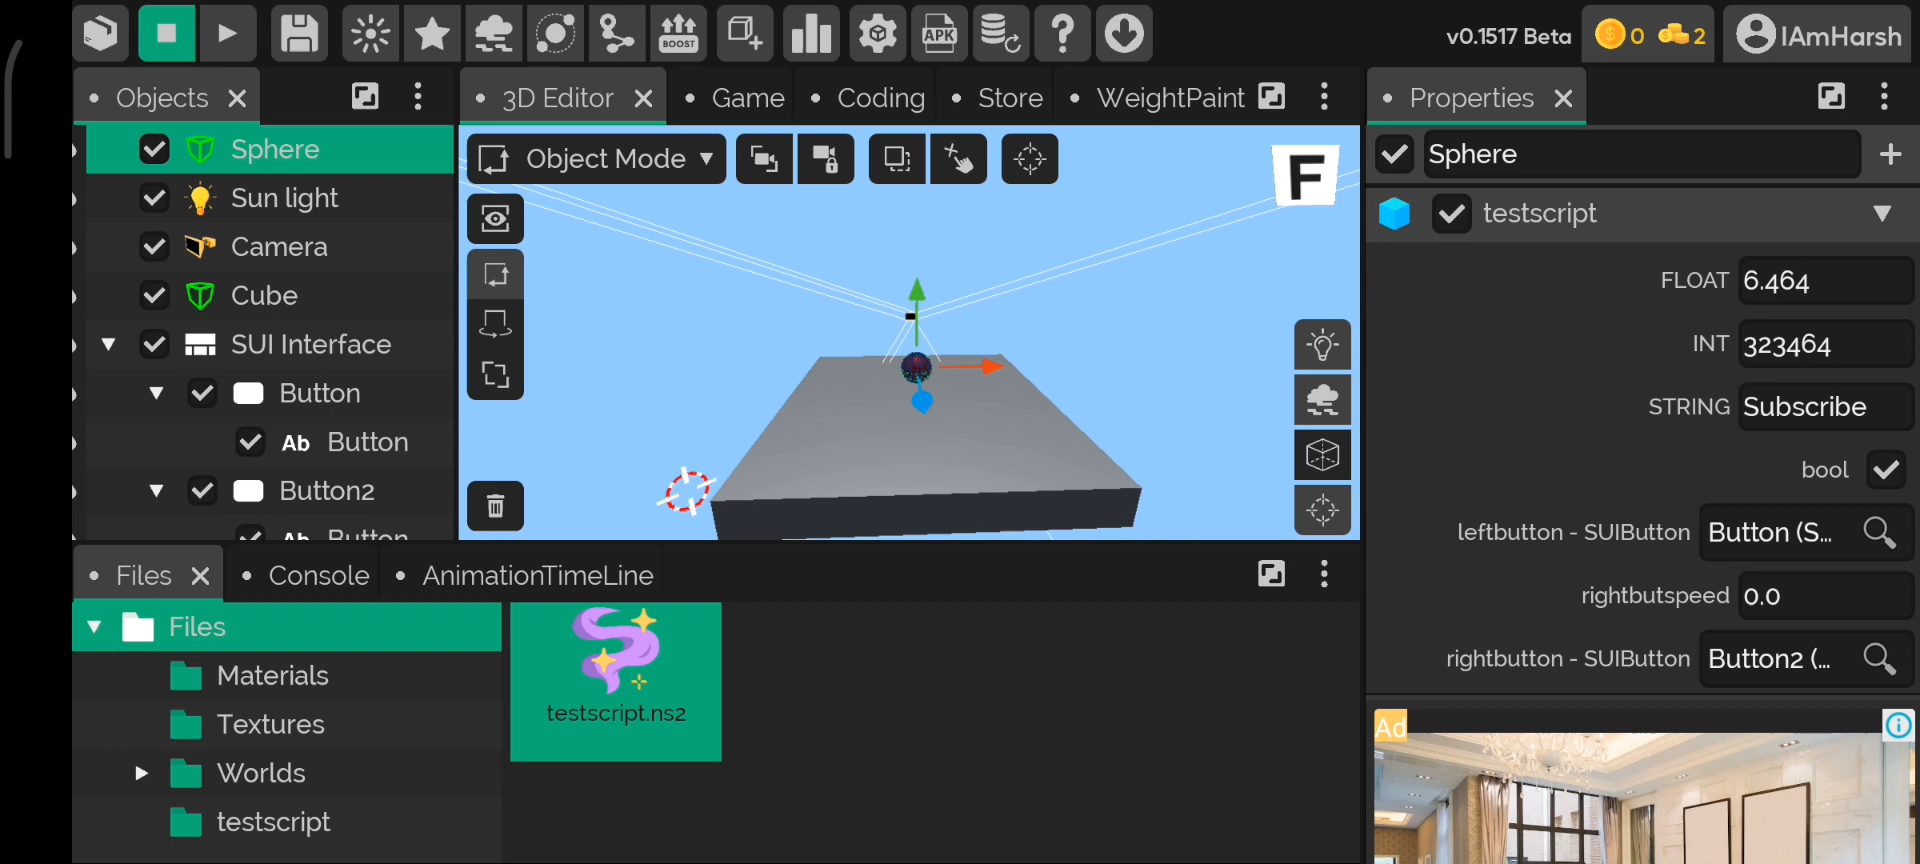 BOOST
APK
v0.1517 Beta
0
2
IAmHarsh
Objects
3D Editor
Game
Coding
Store
WeightPaint
Properties
Sphere
Sun light
Camera
Cube
SUI Interface
Button
Ab Button
Button2
Ab Button
Object Mode
F
Sphere
testscript
FLOAT 6.464
INT 323464
STRING Subscribe
bool
leftbutton - SUIButton Button (S...
rightbutspeed 0.0
rightbutton - SUIButton Button2 (...
Ad
Files
Console
AnimationTimeLine
Files
Materials
Textures
Worlds
testscript
testscript.ns2